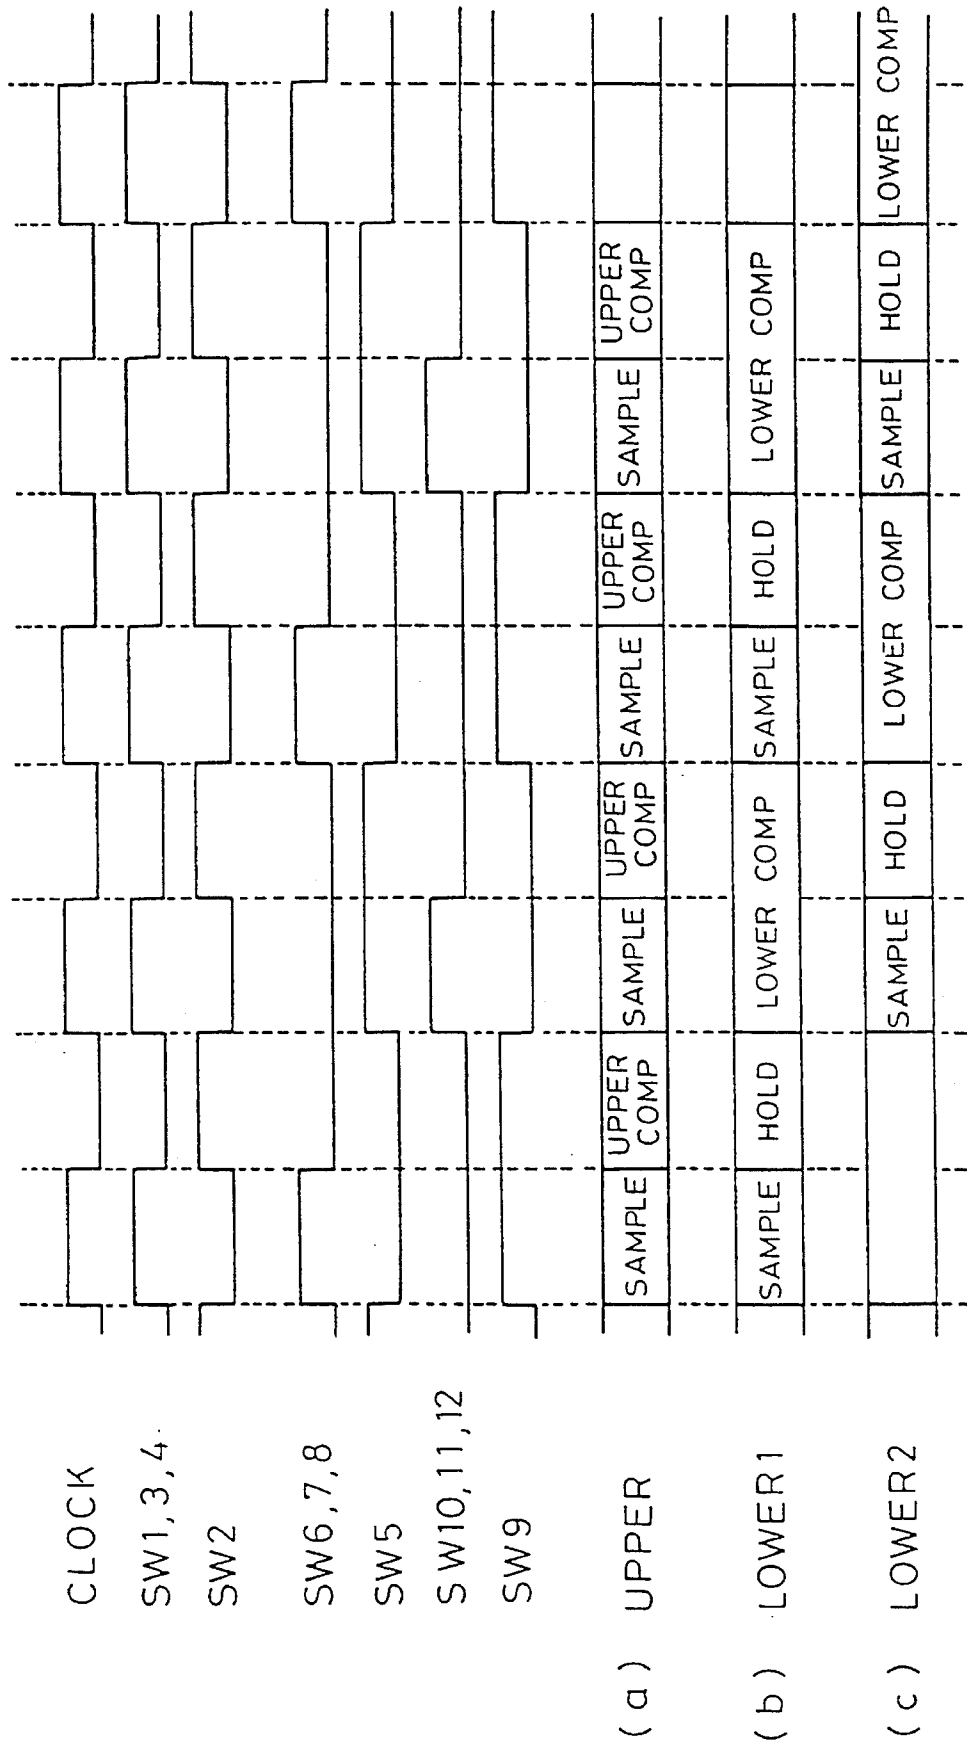 CLOCK
SW1,3,4
SW2
SW6,7,8
SW5
SW10,11,12
SW9
(a) UPPER
SAMPLE
UPPER
COMP
SAMPLE
UPPER
COMP
SAMPLE
UPPER
COMP
SAMPLE
UPPER
COMP
(b) LOWER1
SAMPLE
HOLD
LOWER COMP
SAMPLE
HOLD
LOWER COMP
(c) LOWER2
SAMPLE
HOLD
LOWER COMP
SAMPLE
HOLD
LOWER COMP